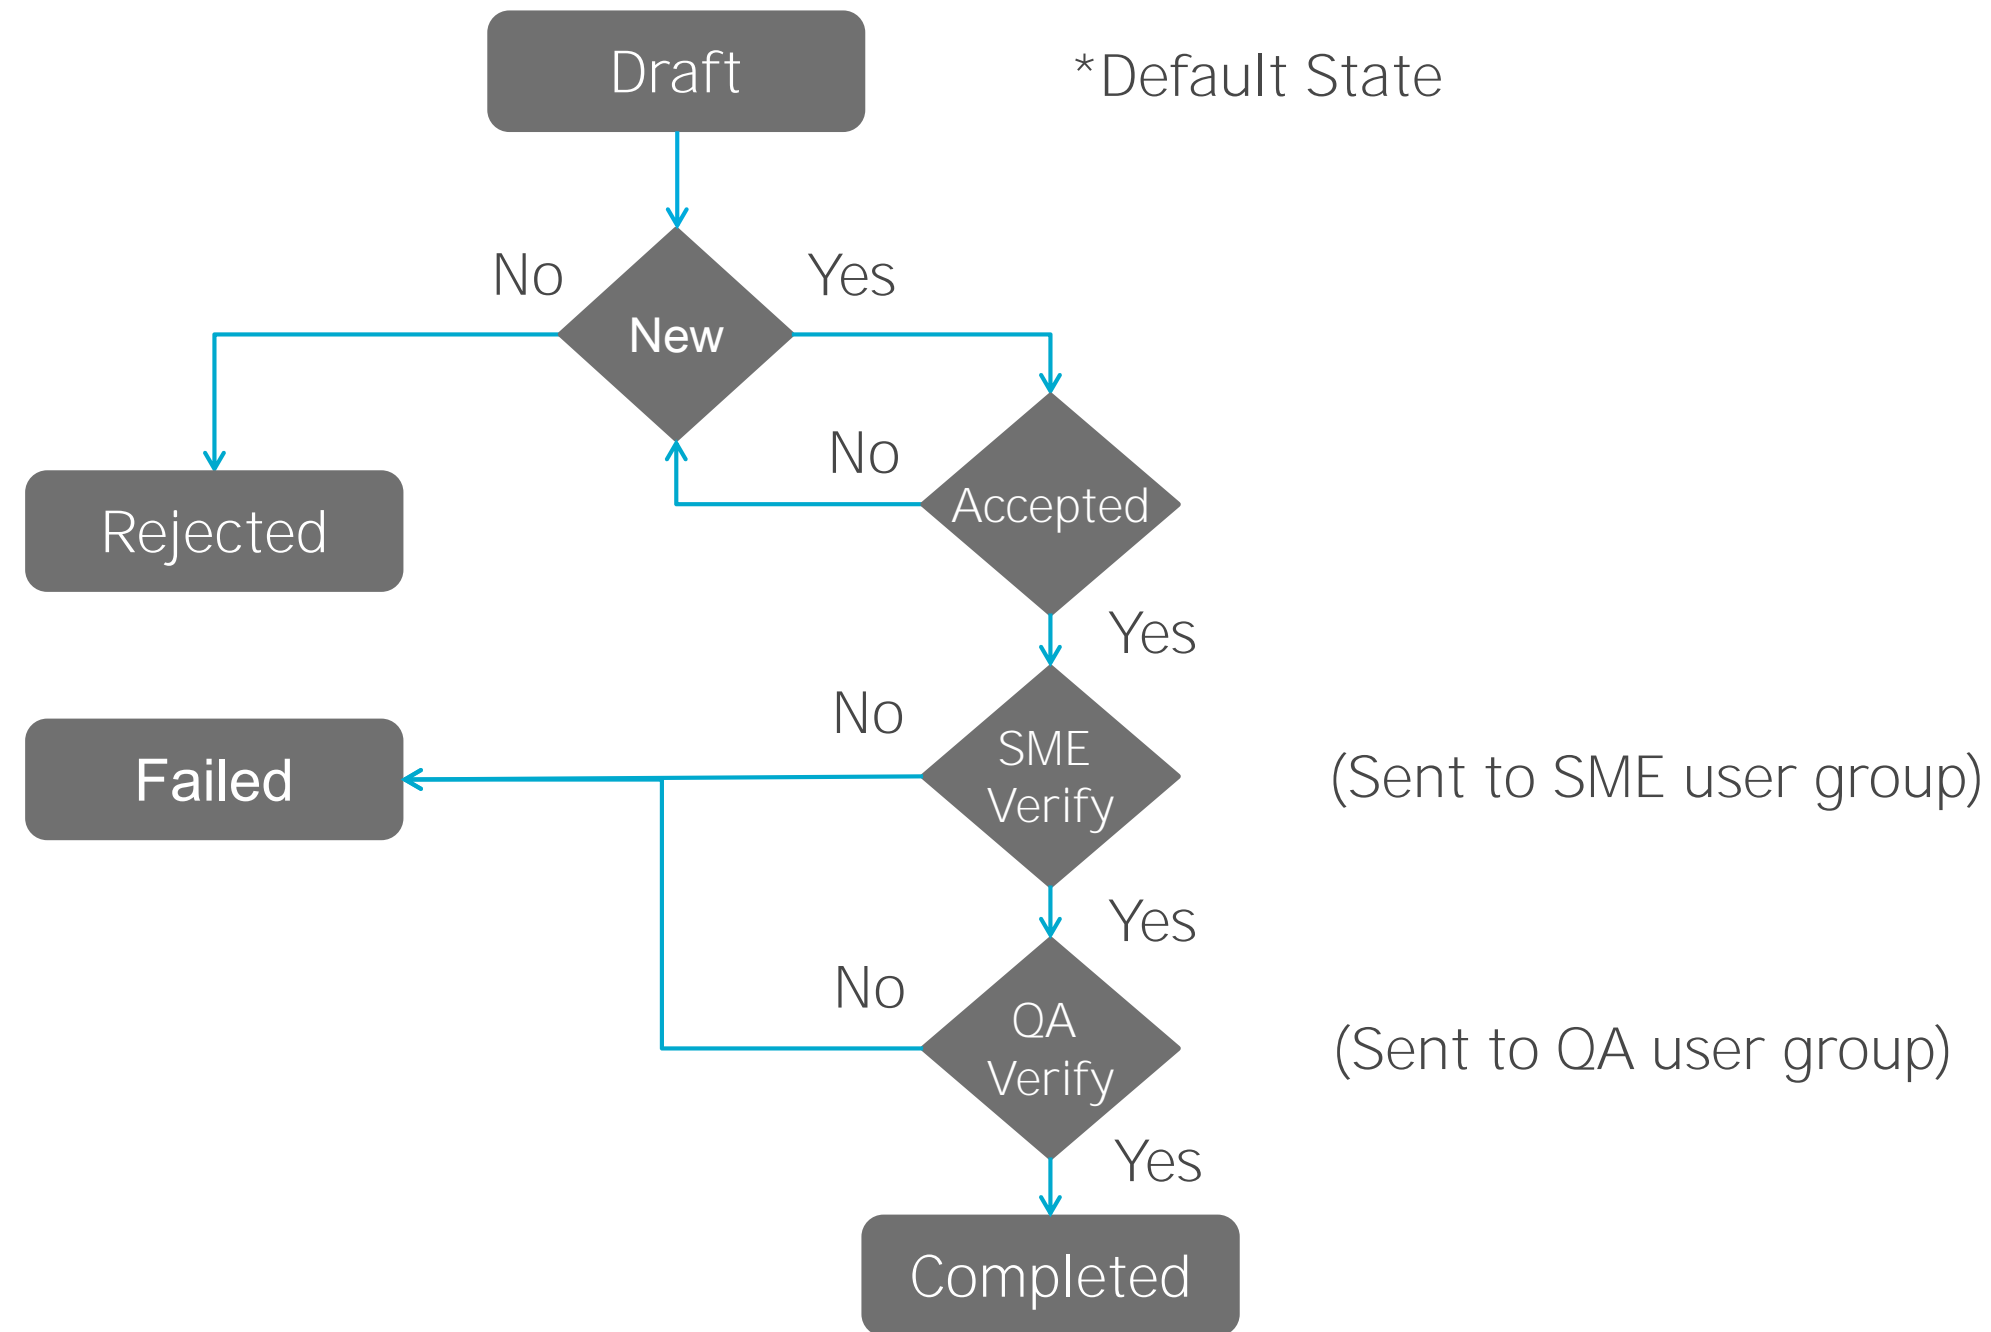 Draft
*Default State
No
Yes
New
No
Accepted
Rejected
Yes
No
Failed
SME
Verify
(Sent to SME user group)
Yes
No
QA
Verify
(Sent to QA user group)
Yes
Completed